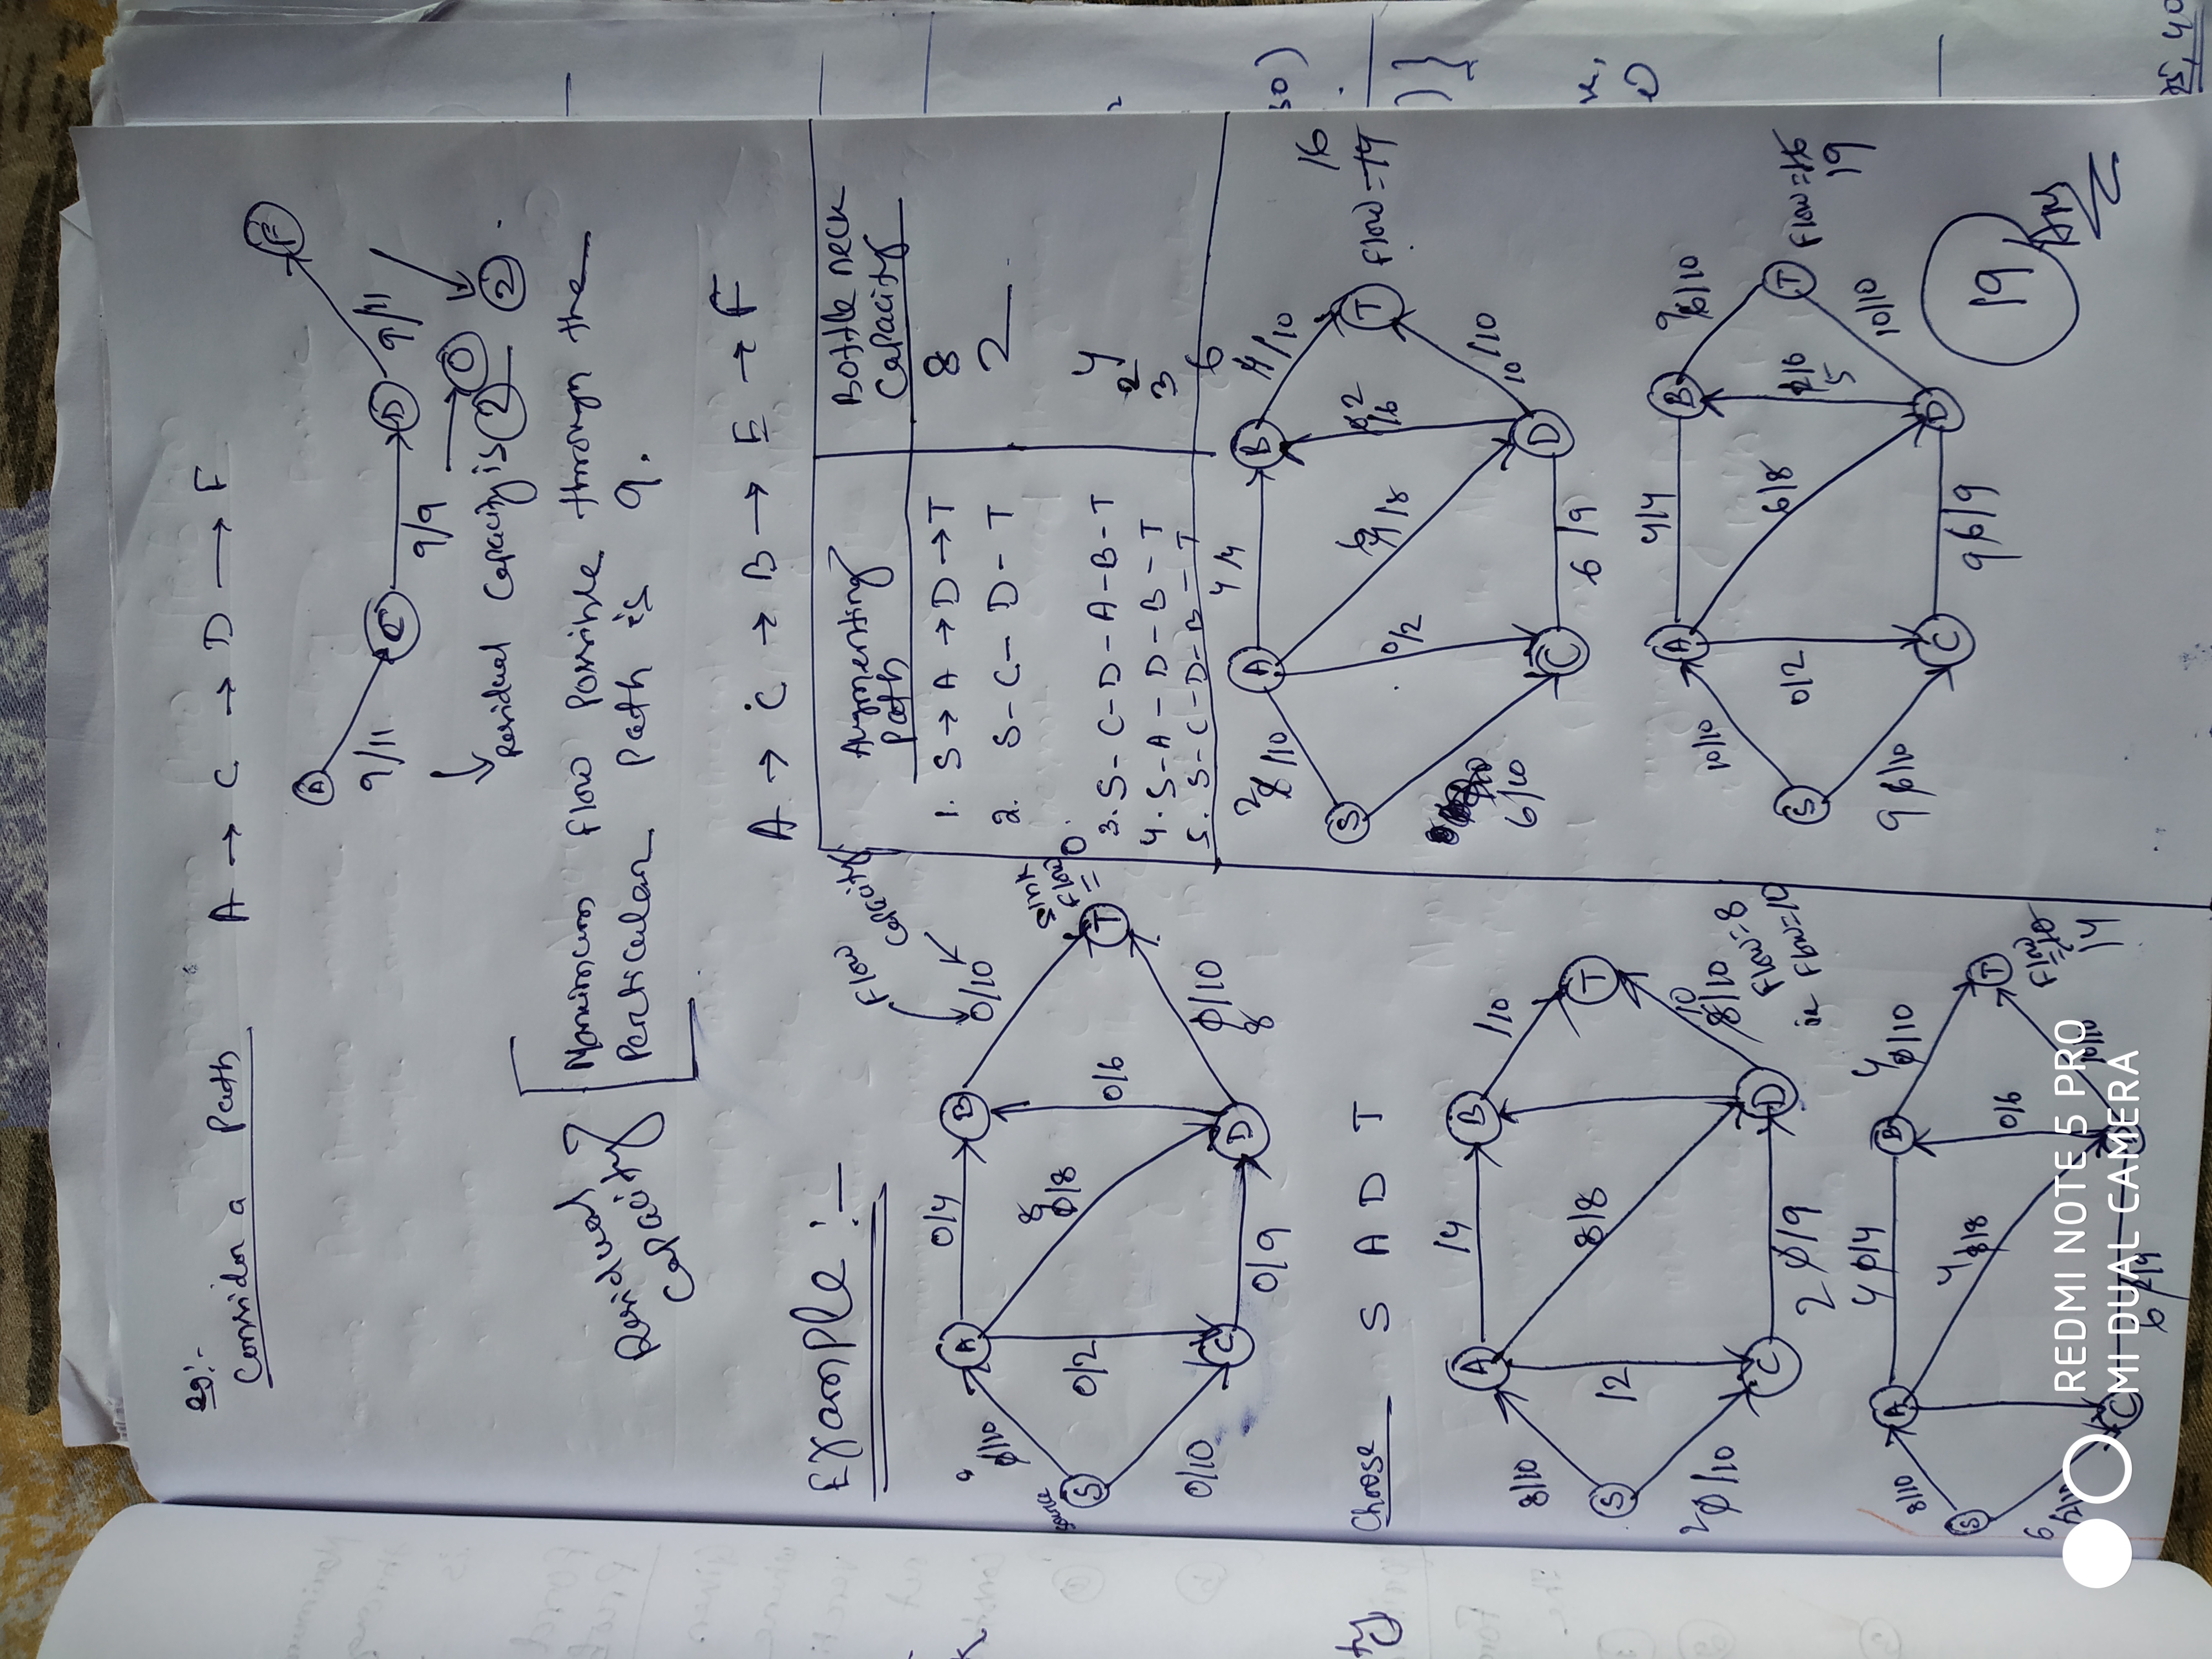 eg:-
Consider a Path A → C → D → F
A
F
9/11
C
D
9/11
9/9
0
Residual Capacity is 2
2
Residual Capacity
Maximum flow Possible through the
Particular Path is 9.
A → C → B → E → F
Example :-
Flow
Capacity
Augmenting Path
Bottle neck Capacity
1. S → A → D → T 8
2. S - C - D - T 2
3. S - C - D - A - B - T 4
4. S - A - D - B - T 2
5. S - C - D - B - T 3
8
0/10
A
0/4
B
0/10
source
S
0/2
8
0/8
0/6
Sink
Flow = 0
T
0/10
C
0/9
D
0/10
8
Choose S A D T
A
/4
B
/10
8/10
S
/2
8/8
T
2 0/10
C
2 0/9
D
10
8/10
Flow = 8
Flow = 10
8/10
A
4 0/4
B
4
0/10
S
4
8/8
0/6
T
Flow
= 10
14
6
2/10
C
6 2/9
10/10
2
8/10
A
4/4
B
6
4/10
S
0/2
6
4/8
0 2
/6
T
16
Flow = 14
6/10
C
6/9
D
10/10
A
4/4
B
9
6/10
10/10
S
0/2
6/8
2/6
5
T
Flow = 16
19
9 6/10
C
9 6/9
D
10/10
19
Ans
REDMI NOTE 5 PRO
MI DUAL CAMERA